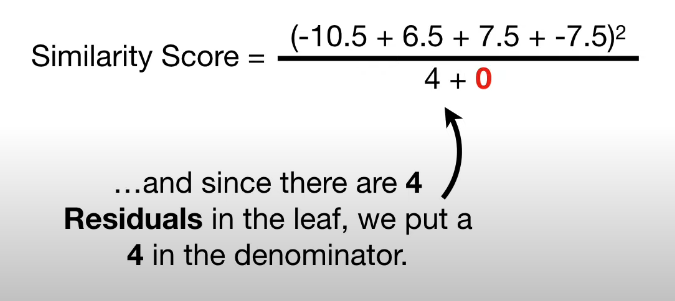 Similarity Score = (-10.5 + 6.5 + 7.5 + -7.5)²
4 + 0
...and since there are 4
Residuals in the leaf, we put a
4 in the denominator.